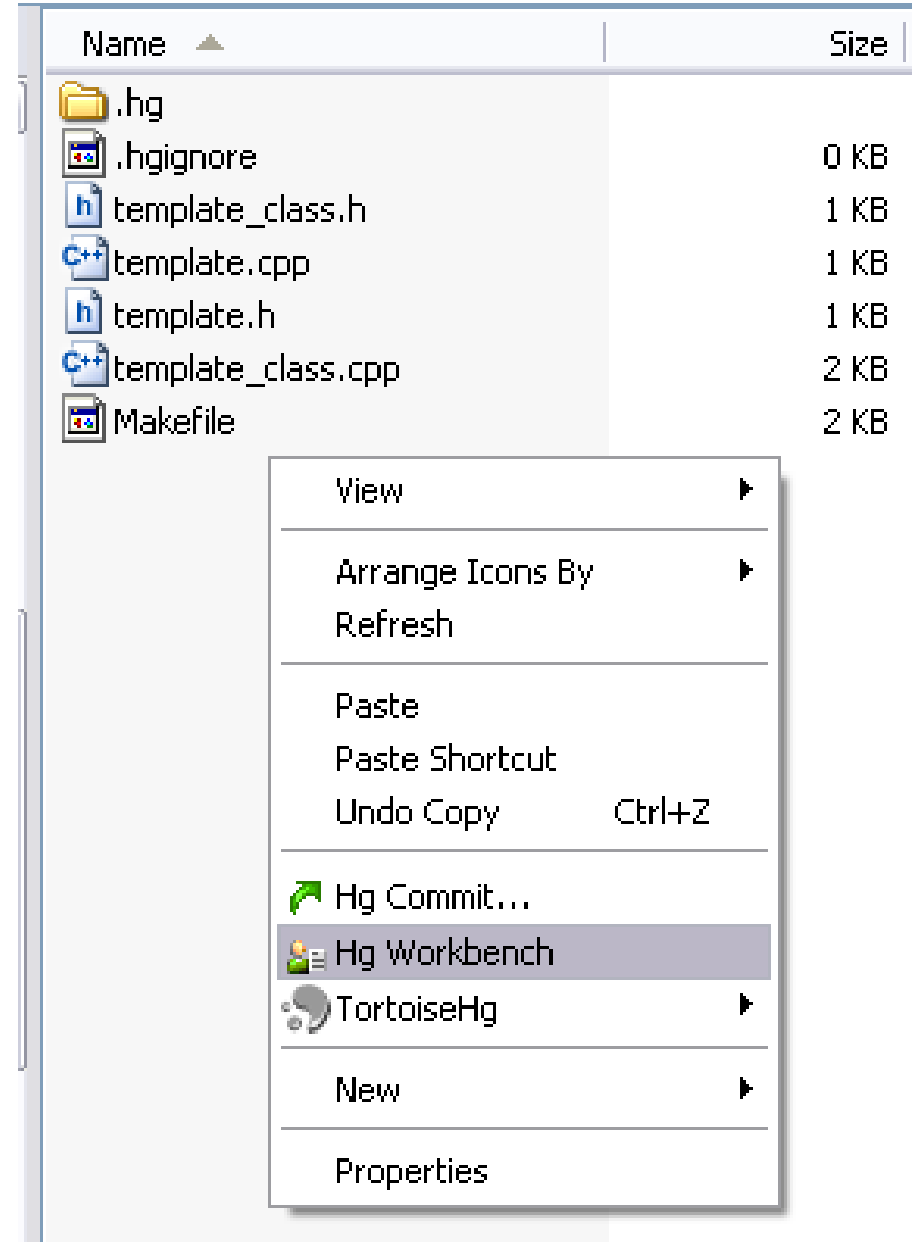 Name Size
.hg
.hgignore 0 KB
template_class.h 1 KB
template.cpp 1 KB
template.h 1 KB
template_class.cpp 2 KB
Makefile 2 KB
View
Arrange Icons By
Refresh
Paste
Paste Shortcut
Undo Copy Ctrl+Z
Hg Commit...
Hg Workbench
TortoiseHg
New
Properties